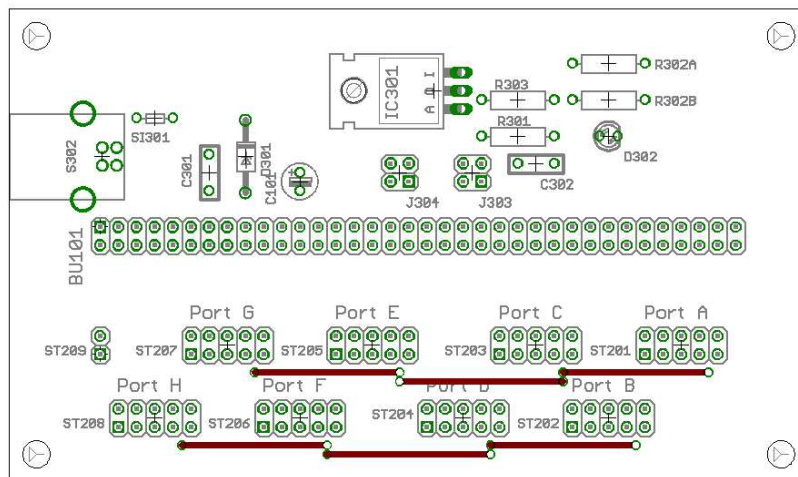 IC301
I
O
A
R302A
R303
R302B
R301
SI301
S302
C301
D301
C101
+
D302
C302
J304
J303
BU101
Port G
Port E
Port C
Port A
ST209
ST207
ST205
ST203
ST201
Port H
Port F
Port D
Port B
ST208
ST206
ST204
ST202